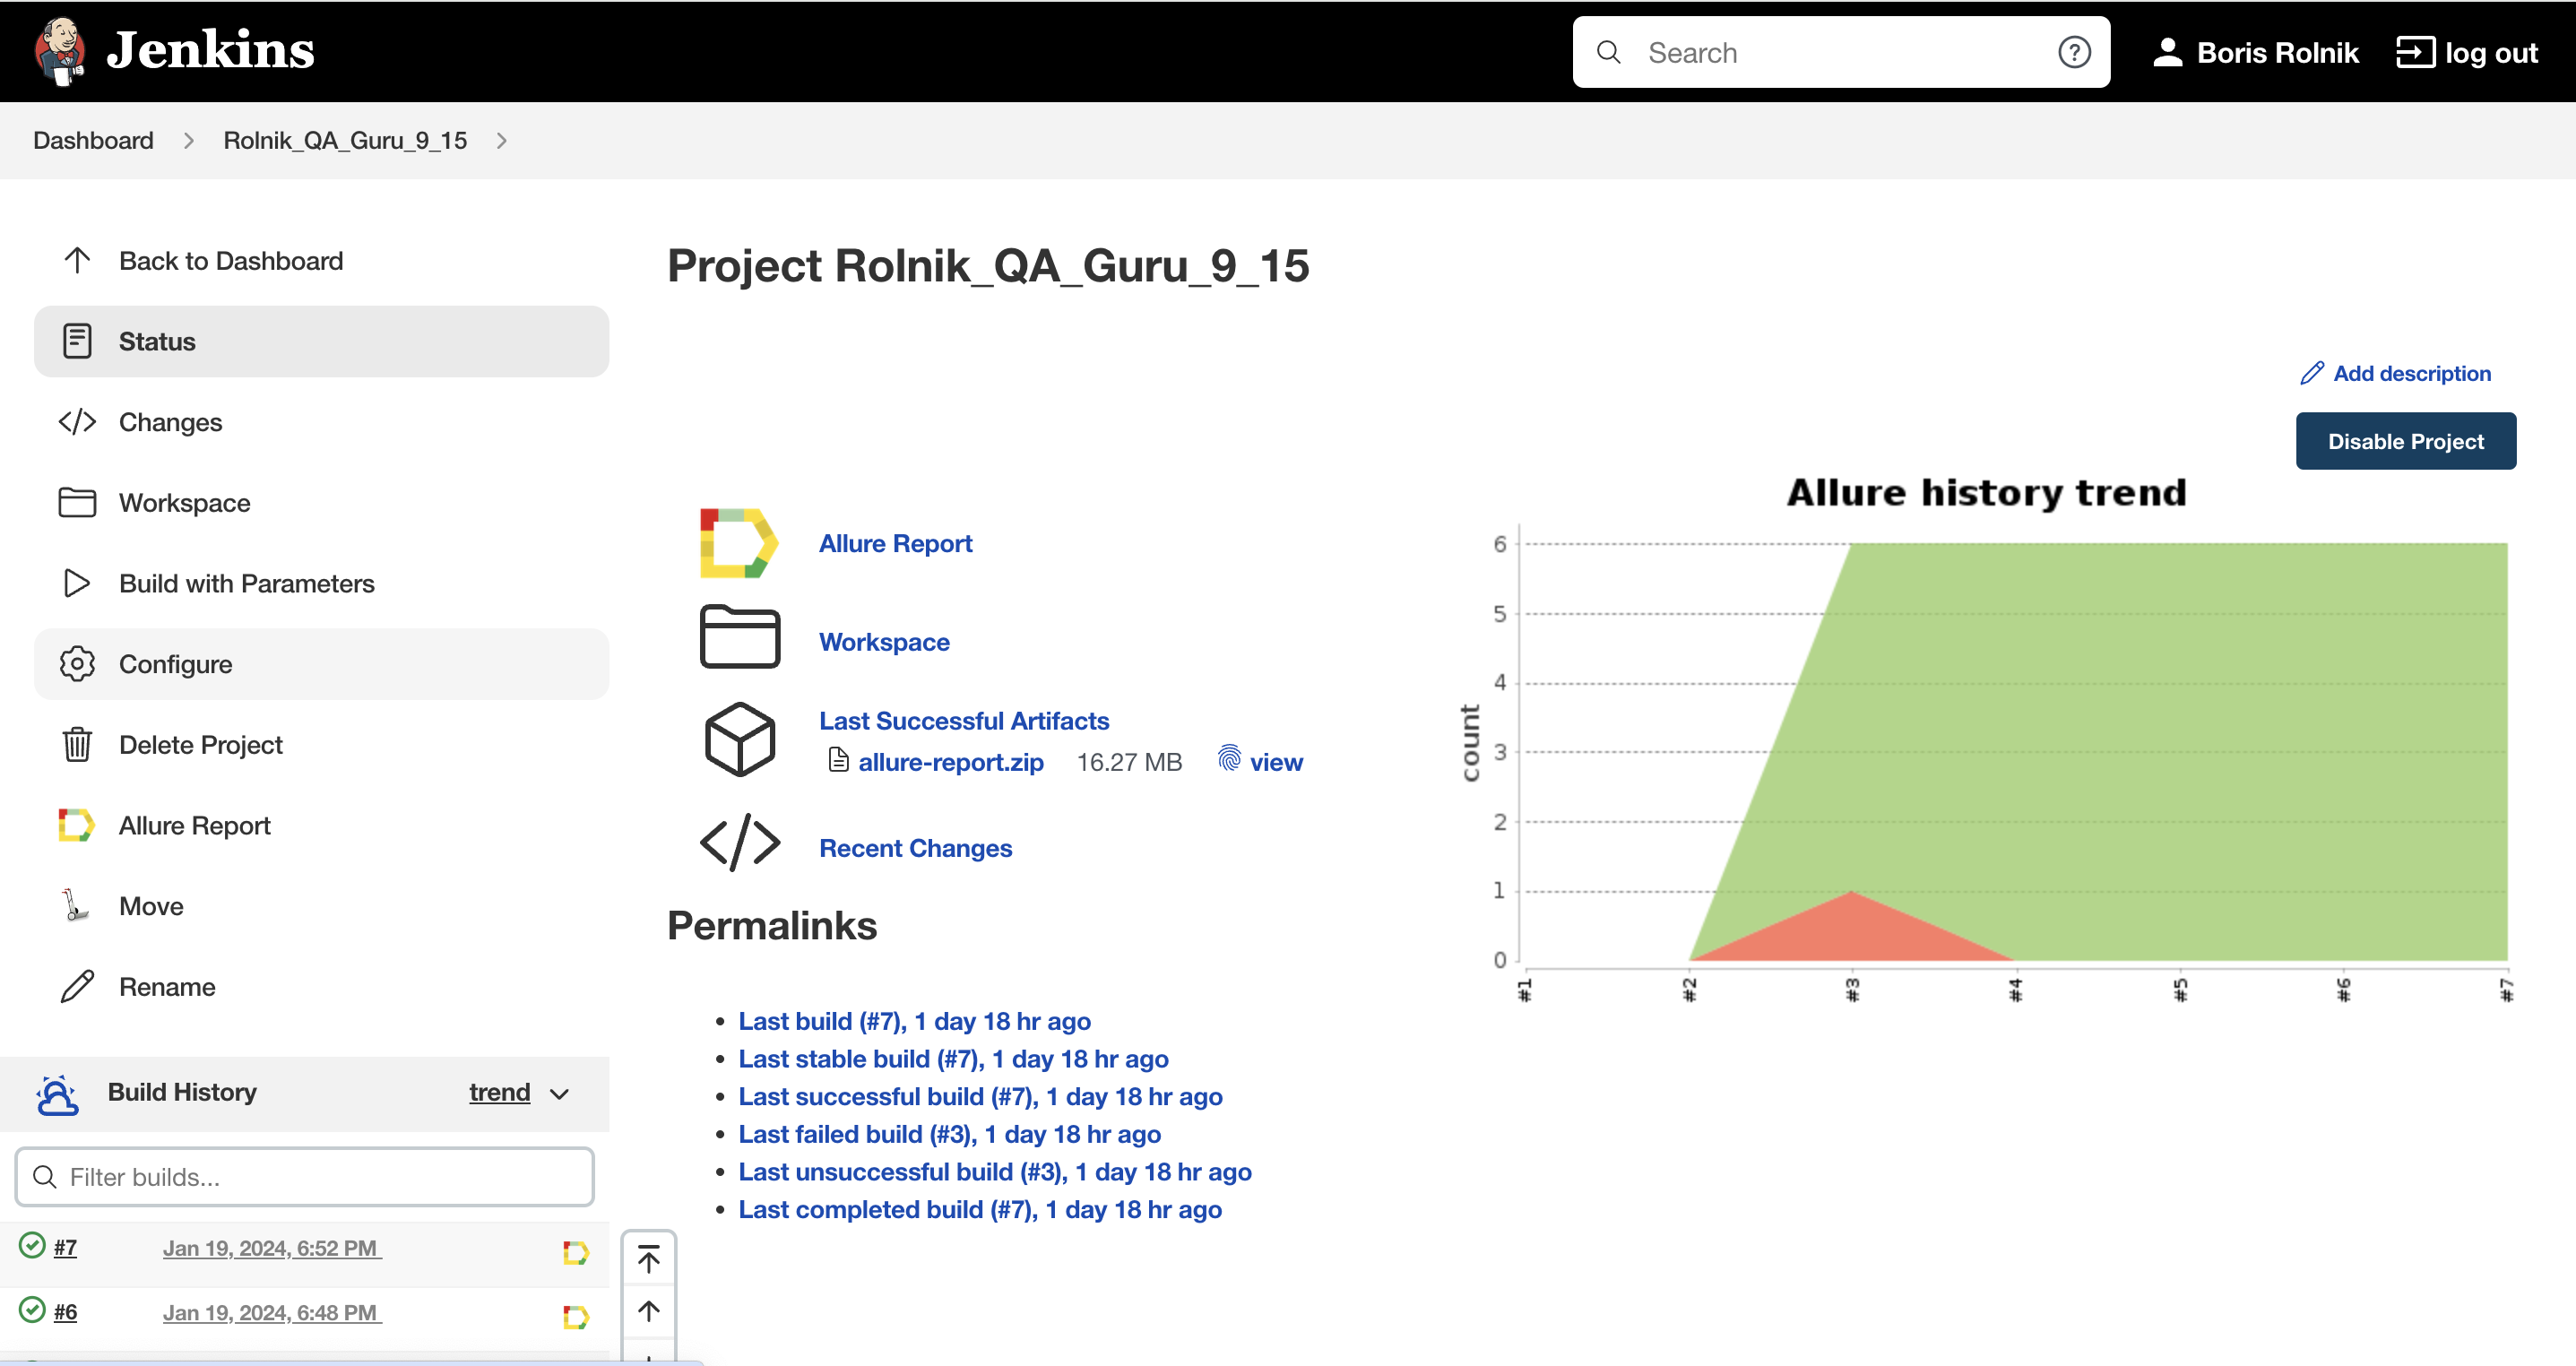 Jenkins
Search
Boris Rolnik
log out
Dashboard
Rolnik_QA_Guru_9_15
Back to Dashboard
Status
Changes
Workspace
Build with Parameters
Configure
Delete Project
Allure Report
Move
Rename
Build History
trend
Filter builds...
#7 Jan 19, 2024, 6:52 PM
#6 Jan 19, 2024, 6:48 PM
Project Rolnik_QA_Guru_9_15
Add description
Disable Project
Allure Report
Workspace
Last Successful Artifacts
allure-report.zip 16.27 MB view
Recent Changes
Permalinks
Last build (#7), 1 day 18 hr ago
Last stable build (#7), 1 day 18 hr ago
Last successful build (#7), 1 day 18 hr ago
Last failed build (#3), 1 day 18 hr ago
Last unsuccessful build (#3), 1 day 18 hr ago
Last completed build (#7), 1 day 18 hr ago
Allure history trend
count
6
5
4
3
2
1
0
#1 #2 #3 #4 #5 #6 #7